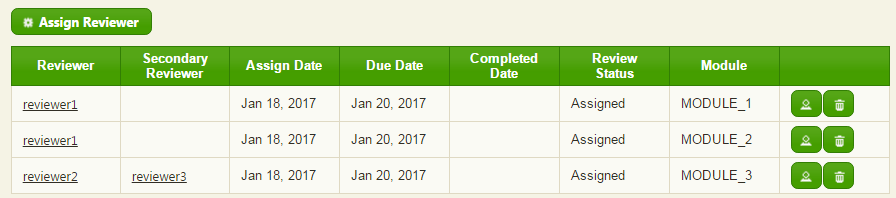 Assign Reviewer
Reviewer Secondary Reviewer Assign Date Due Date Completed Date Review Status Module
reviewer1 Jan 18, 2017 Jan 20, 2017 Assigned MODULE_1
reviewer1 Jan 18, 2017 Jan 20, 2017 Assigned MODULE_2
reviewer2 reviewer3 Jan 18, 2017 Jan 20, 2017 Assigned MODULE_3